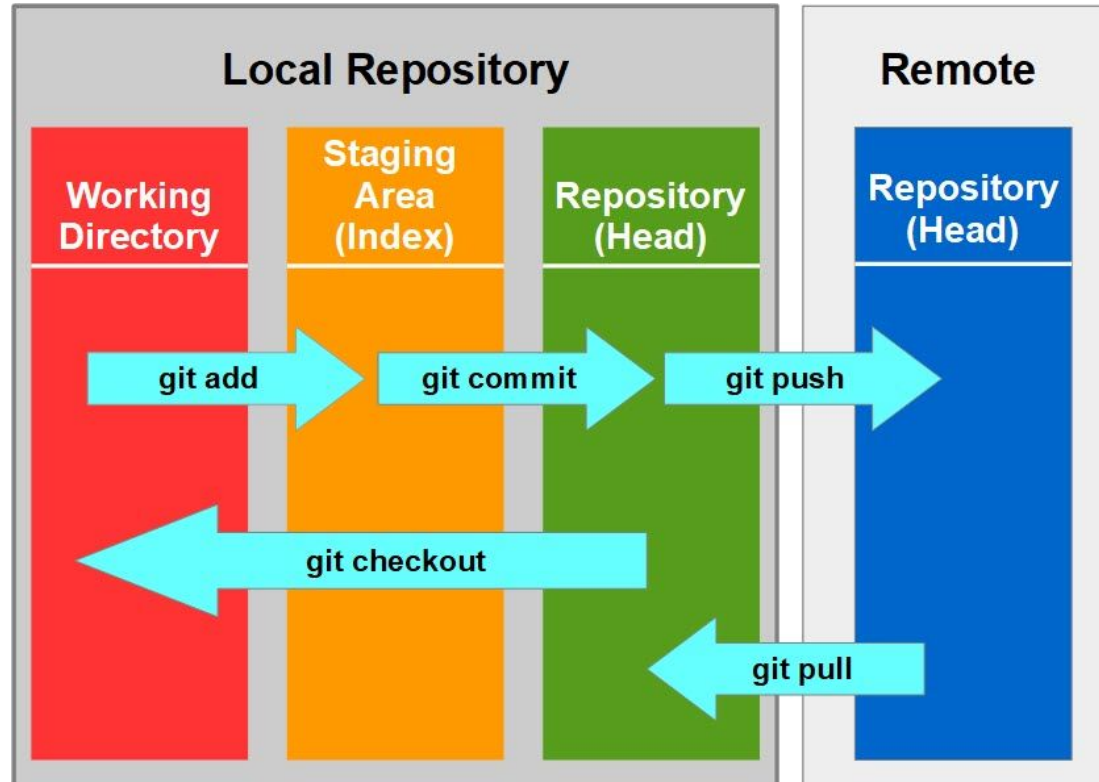 Local Repository
Remote
Working
Directory
Staging
Area
(Index)
Repository
(Head)
Repository
(Head)
git add
git commit
git push
git checkout
git pull